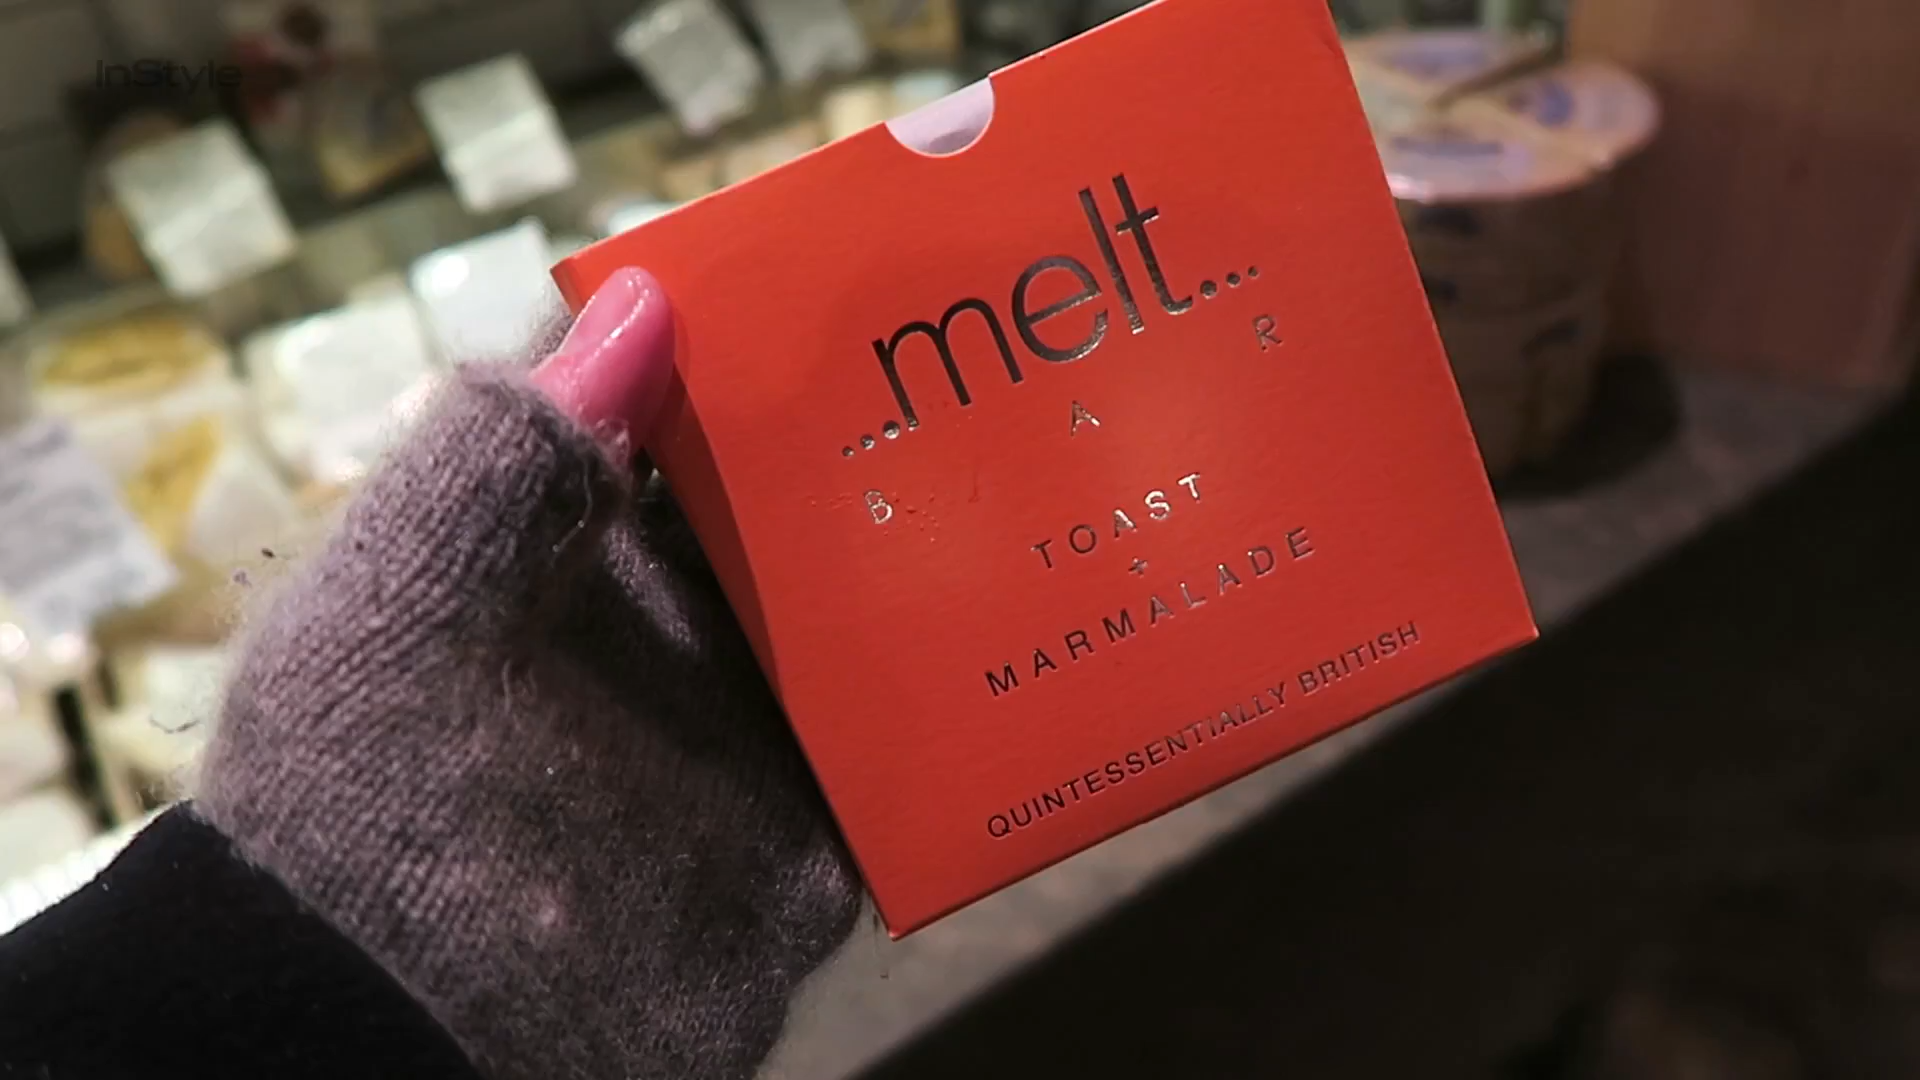 InStyle
...melt...
B A R
TOAST
+
MARMALADE
QUINTESSENTIALLY BRITISH